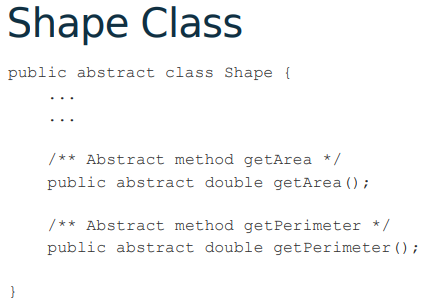 Shape Class
public abstract class Shape {
...
...
/** Abstract method getArea */
public abstract double getArea();
/** Abstract method getPerimeter */
public abstract double getPerimeter();
}